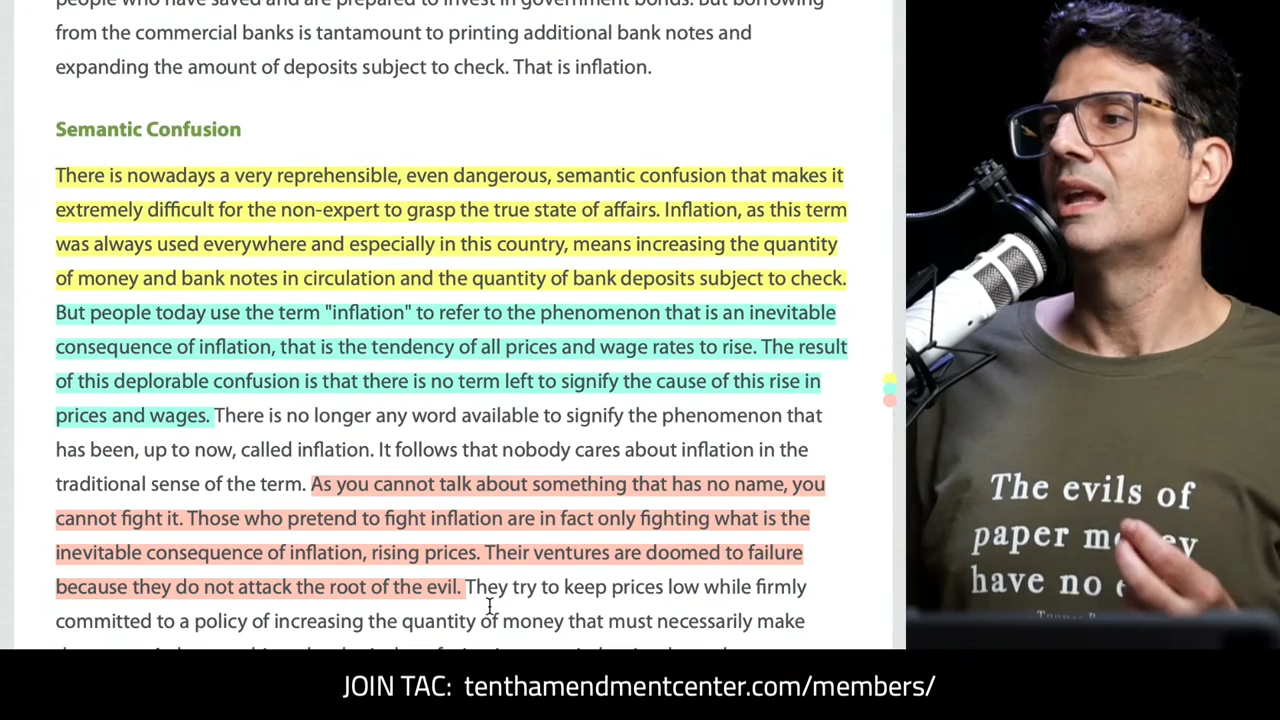 people who have saved and are prepared to invest in government bonds. But borrowing
from the commercial banks is tantamount to printing additional bank notes and
expanding the amount of deposits subject to check. That is inflation.
Semantic Confusion
There is nowadays a very reprehensible, even dangerous, semantic confusion that makes it
extremely difficult for the non-expert to grasp the true state of affairs. Inflation, as this term
was always used everywhere and especially in this country, means increasing the quantity
of money and bank notes in circulation and the quantity of bank deposits subject to check.
But people today use the term "inflation" to refer to the phenomenon that is an inevitable
consequence of inflation, that is the tendency of all prices and wage rates to rise. The result
of this deplorable confusion is that there is no term left to signify the cause of this rise in
prices and wages. There is no longer any word available to signify the phenomenon that
has been, up to now, called inflation. It follows that nobody cares about inflation in the
traditional sense of the term. As you cannot talk about something that has no name, you
cannot fight it. Those who pretend to fight inflation are in fact only fighting what is the
inevitable consequence of inflation, rising prices. Their ventures are doomed to failure
because they do not attack the root of the evil. They try to keep prices low while firmly
committed to a policy of increasing the quantity of money that must necessarily make
The evils of
paper money
have no
JOIN TAC: tenthamendmentcenter.com/members/